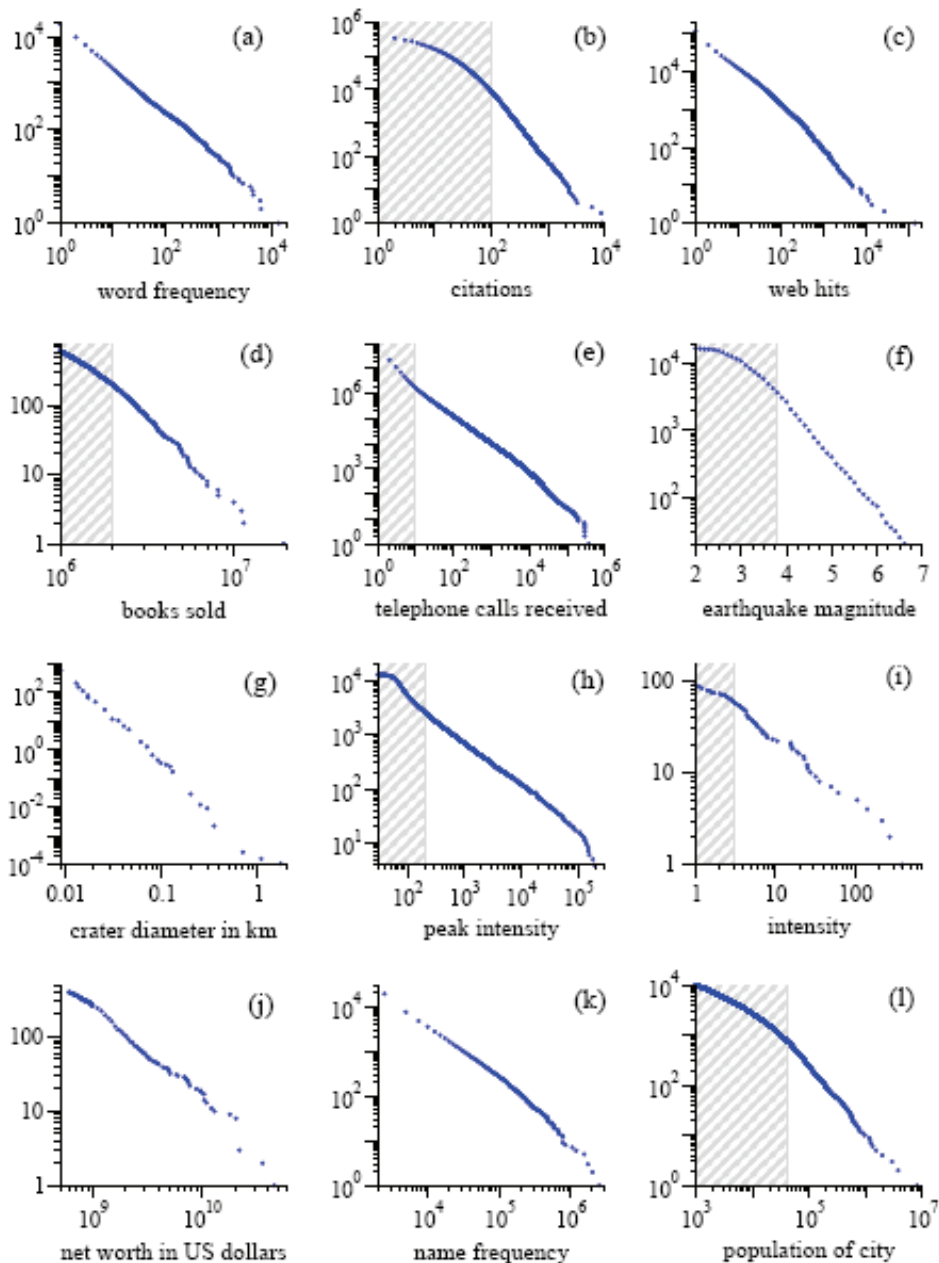 (a)
10^4
10^2
10^0
10^0 10^2 10^4
word frequency
(b)
10^6
10^4
10^2
10^0
10^0 10^2 10^4
citations
(c)
10^4
10^2
10^0
10^0 10^2 10^4
web hits
(d)
100
10
1
10^6 10^7
books sold
(e)
10^6
10^3
10^0
10^0 10^2 10^4 10^6
telephone calls received
(f)
10^4
10^3
10^2
2 3 4 5 6 7
earthquake magnitude
(g)
10^2
10^0
10^-2
10^-4
0.01 0.1 1
crater diameter in km
(h)
10^4
10^3
10^2
10^1
10^2 10^3 10^4 10^5
peak intensity
(i)
100
10
1
1 10 100
intensity
(j)
100
10
1
10^9 10^10
net worth in US dollars
(k)
10^4
10^2
10^0
10^4 10^5 10^6
name frequency
(l)
10^4
10^2
10^0
10^3 10^5 10^7
population of city